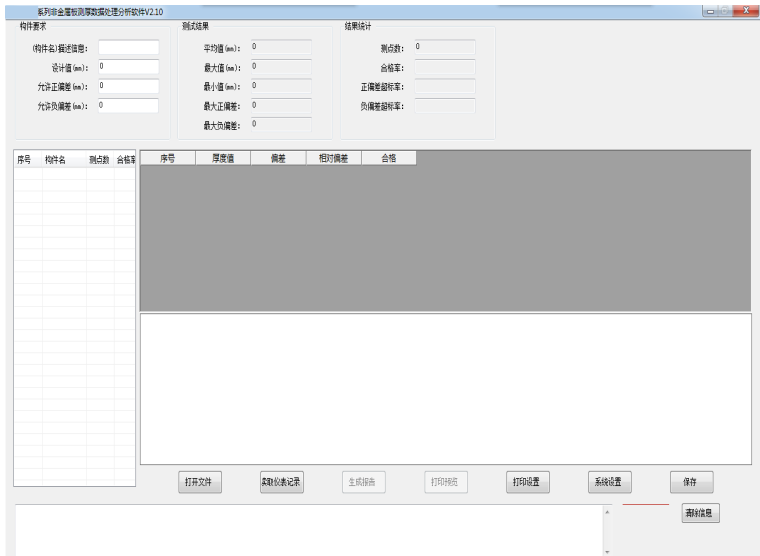 系列非金属板测厚数据处理分析软件V2.10
构件要求
测试结果
结果统计
(构件名)描述信息:
平均值(mm): 0
测点数: 0
设计值(mm): 0
最大值(mm): 0
合格率:
允许正偏差(mm): 0
最小值(mm): 0
正偏差超标率:
允许负偏差(mm): 0
最大正偏差: 0
负偏差超标率:
最大负偏差: 0
序号 构件名 测点数 合格率
序号 厚度值 偏差 相对偏差 合格
打开文件 读取仪表记录 生成报告 打印预览 打印设置 系统设置 保存
清除信息